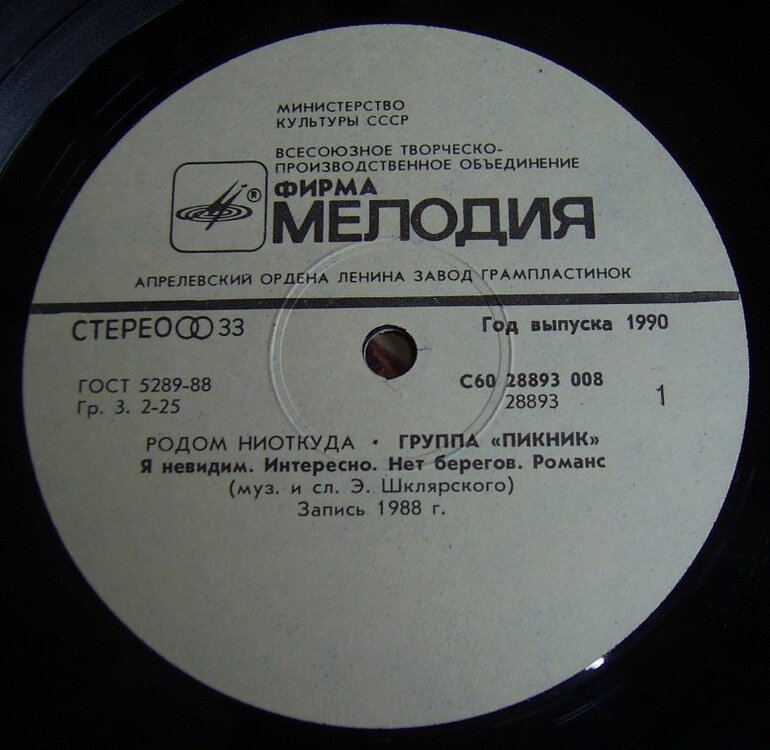 МИНИСТЕРСТВО
КУЛЬТУРЫ СССР
ВСЕСОЮЗНОЕ ТВОРЧЕСКО-
ПРОИЗВОДСТВЕННОЕ ОБЪЕДИНЕНИЕ
®
ФИРМА
МЕЛОДИЯ
АПРЕЛЕВСКИЙ ОРДЕНА ЛЕНИНА ЗАВОД ГРАМПЛАСТИНОК
СТЕРЕО 33
Год выпуска 1990
ГОСТ 5289-88
С60 28893 008
Гр. 3. 2-25
28893
1
РОДОМ НИОТКУДА • ГРУППА «ПИКНИК»
Я невидим. Интересно. Нет берегов. Романс
(муз. и сл. Э. Шклярского)
Запись 1988 г.